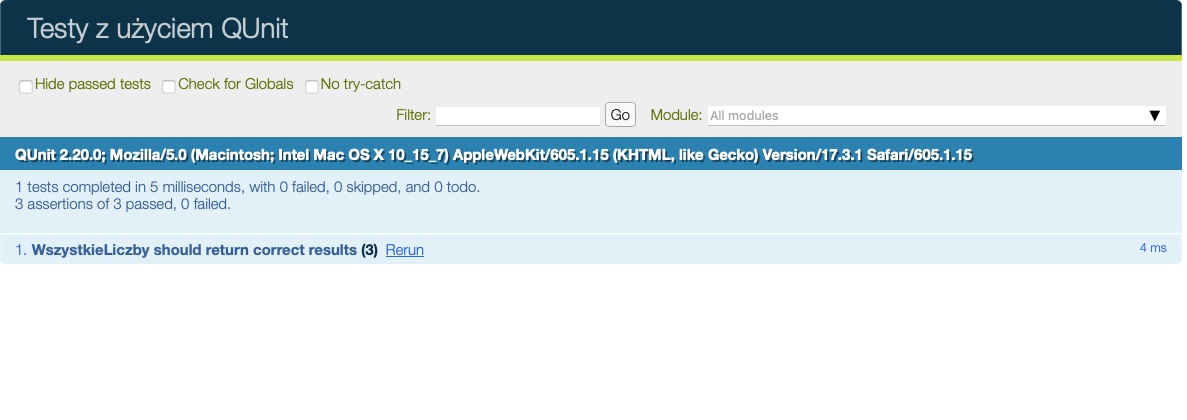 Testy z użyciem QUnit
Hide passed tests Check for Globals No try-catch
Filter: Go Module: All modules ▼
QUnit 2.20.0; Mozilla/5.0 (Macintosh; Intel Mac OS X 10_15_7) AppleWebKit/605.1.15 (KHTML, like Gecko) Version/17.3.1 Safari/605.1.15
1 tests completed in 5 milliseconds, with 0 failed, 0 skipped, and 0 todo.
3 assertions of 3 passed, 0 failed.
1. WszystkieLiczby should return correct results (3) Rerun 4 ms